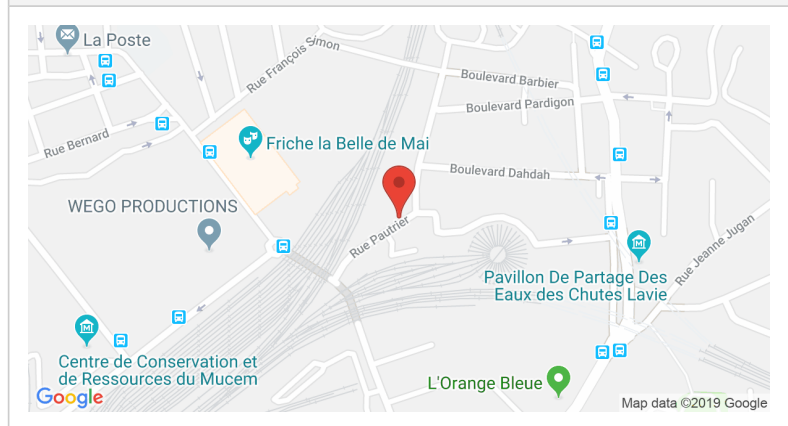 La Poste
Rue François Simon
Boulevard Barbier
Boulevard Pardigon
Rue Bernard
Friche la Belle de Mai
Boulevard Dahdah
WEGO PRODUCTIONS
Rue Pautrier
Rue Jeanne Jugan
Pavillon De Partage Des
Eaux des Chutes Lavie
Centre de Conservation et
de Ressources du Mucem
L'Orange Bleue
Google
Map data ©2019 Google